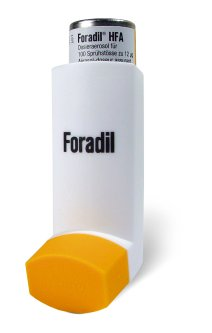 Foradil® HFA
Dosieraerosol für
100 Sprühstösse zu 12 µg
Foradil